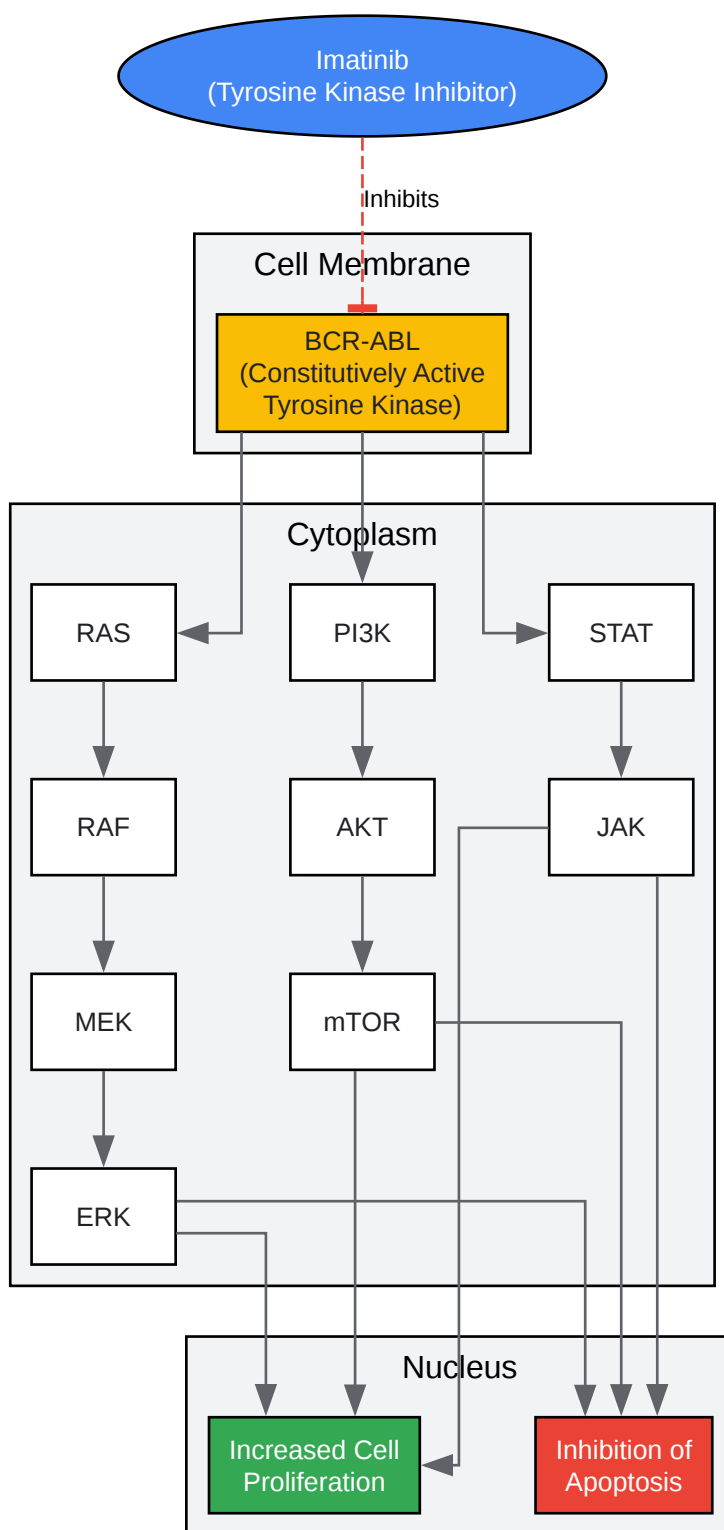 Imatinib
(Tyrosine Kinase Inhibitor)
Inhibits
Cell Membrane
BCR-ABL
(Constitutively Active
Tyrosine Kinase)
Cytoplasm
RAS
PI3K
STAT
RAF
AKT
JAK
MEK
mTOR
ERK
Nucleus
Increased Cell
Proliferation
Inhibition of
Apoptosis